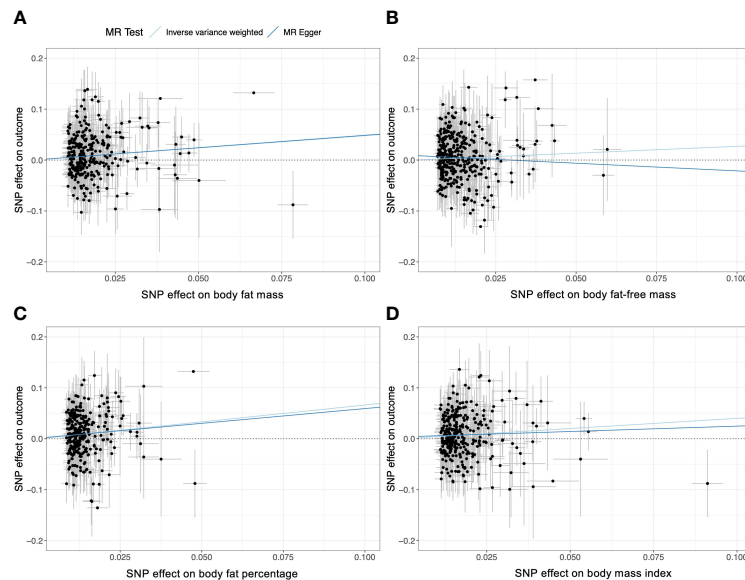 A
B
MR Test Inverse variance weighted MR Egger
SNP effect on outcome
0.2
0.1
0.0
−0.1
−0.2
0.025 0.050 0.075 0.100
SNP effect on body fat mass
SNP effect on outcome
0.2
0.1
0.0
−0.1
−0.2
0.025 0.050 0.075 0.100
SNP effect on body fat-free mass
C
D
SNP effect on outcome
0.2
0.1
0.0
−0.1
−0.2
0.025 0.050 0.075 0.100
SNP effect on body fat percentage
SNP effect on outcome
0.2
0.1
0.0
−0.1
−0.2
0.025 0.050 0.075 0.100
SNP effect on body mass index